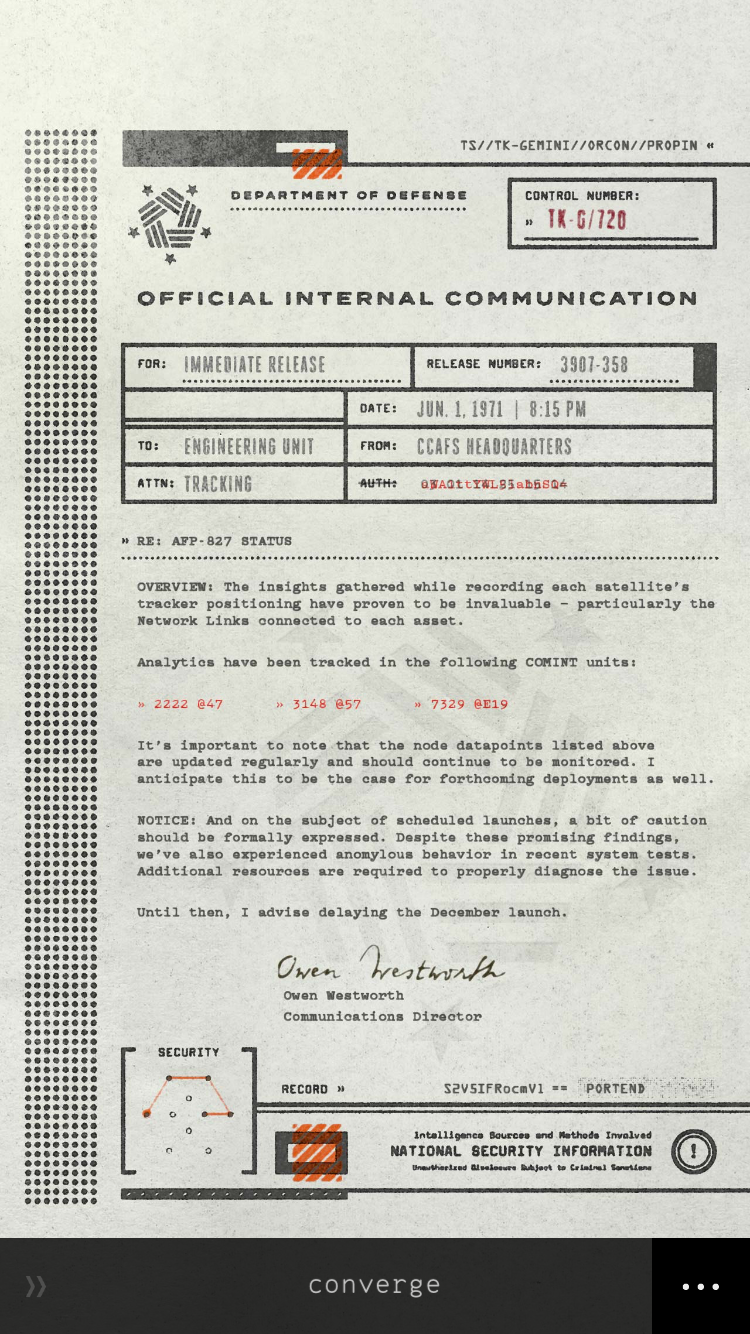 TS//TK-GEMINI//ORCON//PROPIN «
DEPARTMENT OF DEFENSE
CONTROL NUMBER:
» TK-G/720
OFFICIAL INTERNAL COMMUNICATION
FOR: IMMEDIATE RELEASE
RELEASE NUMBER: 3907-358
DATE: JUN. 1, 1971 | 8:15 PM
TO: ENGINEERING UNIT
FROM: CCAFS HEADQUARTERS
ATTN: TRACKING
AUTH:
» RE: AFP-827 STATUS
OVERVIEW: The insights gathered while recording each satellite's
tracker positioning have proven to be invaluable – particularly the
Network Links connected to each asset.
Analytics have been tracked in the following COMINT units:
» 2222 @47 » 3148 @57 » 7329 @E19
It's important to note that the node datapoints listed above
are updated regularly and should continue to be monitored. I
anticipate this to be the case for forthcoming deployments as well.
NOTICE: And on the subject of scheduled launches, a bit of caution
should be formally expressed. Despite these promising findings,
we've also experienced anomylous behavior in recent system tests.
Additional resources are required to properly diagnose the issue.
Until then, I advise delaying the December launch.
Owen Westworth
Owen Westworth
Communications Director
SECURITY
RECORD » S2V5IFRocmVl == PORTEND
Intelligence Sources and Methods Involved
NATIONAL SECURITY INFORMATION
Unauthorized Disclosure Subject to Criminal Sanctions
!
» converge ...